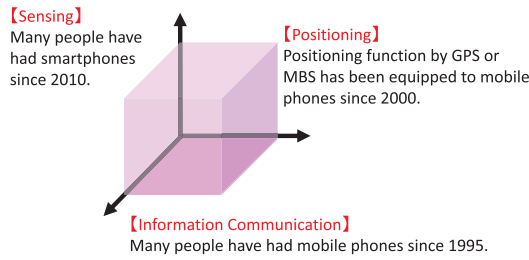 【Sensing】
Many people have
had smartphones
since 2010.
【Positioning】
Positioning function by GPS or
MBS has been equipped to mobile
phones since 2000.
【Information Communication】
Many people have had mobile phones since 1995.